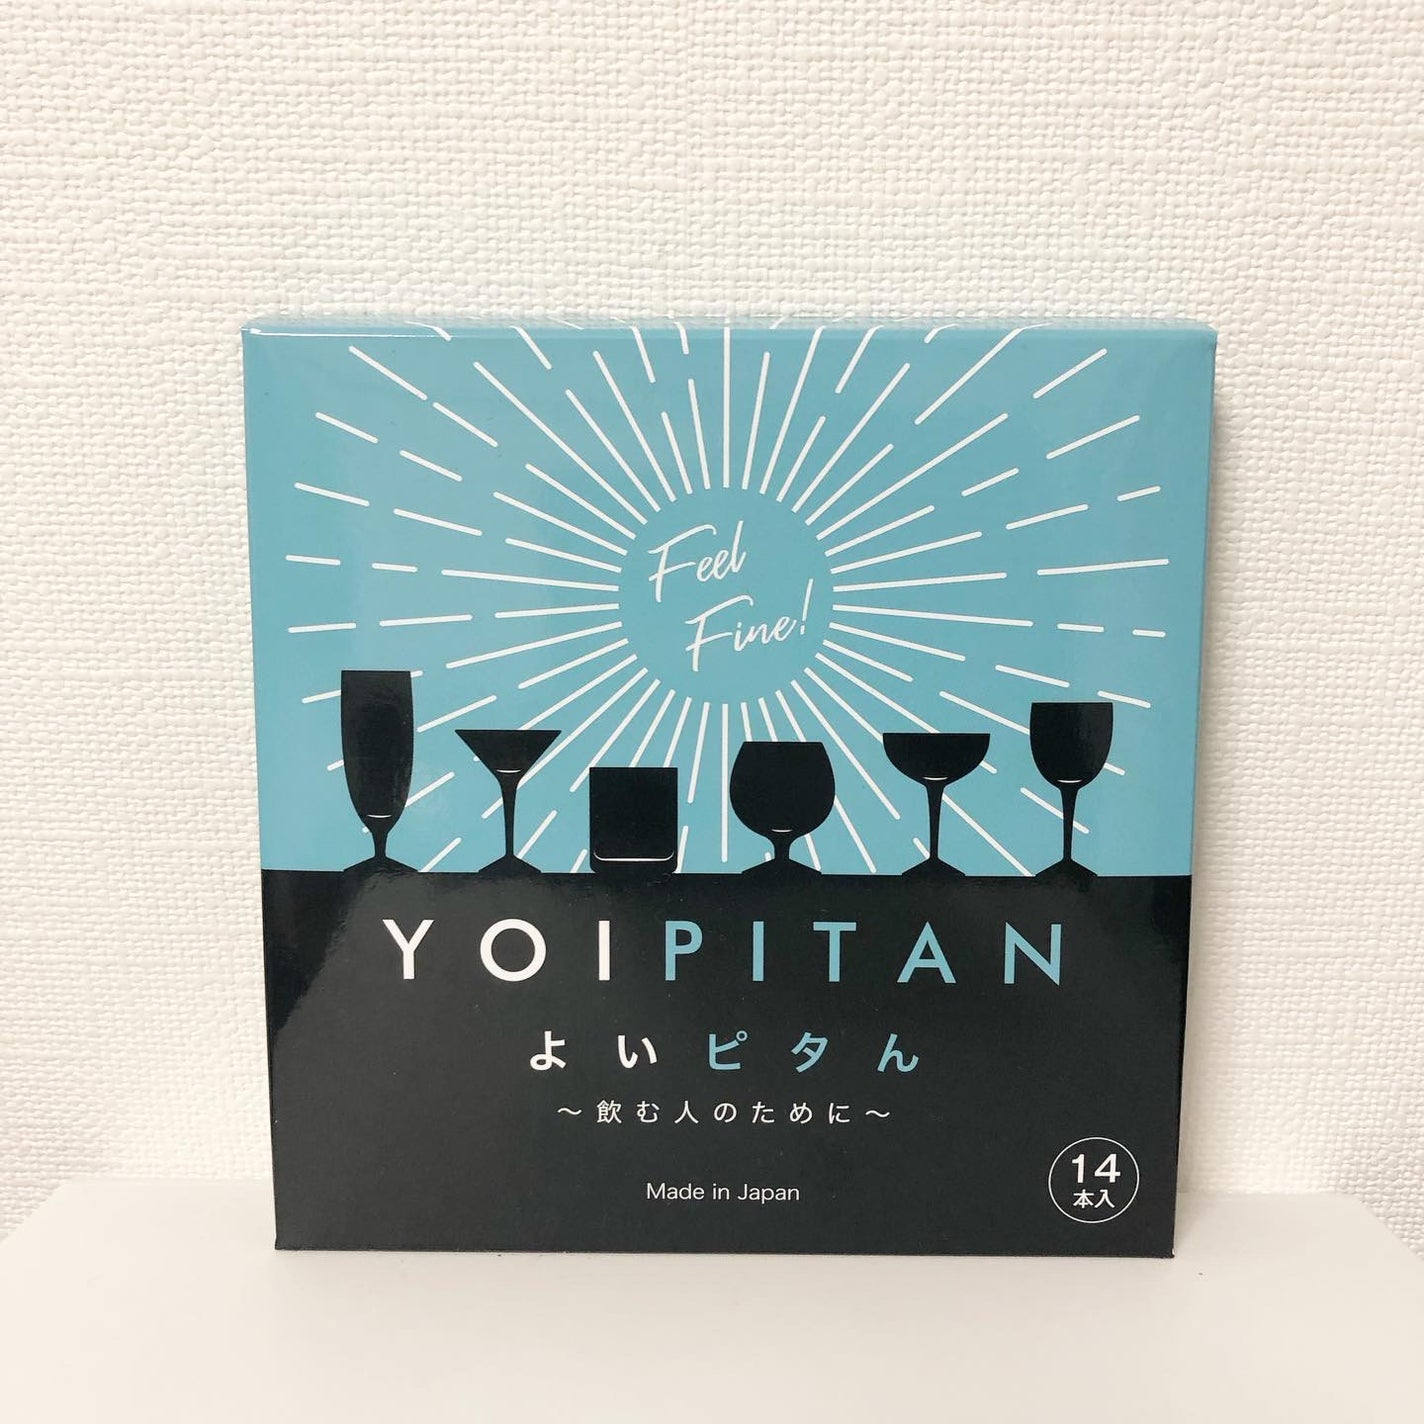 Feel
Fine!
YOIPITAN
よいピタん
～飲む人のために～
Made in Japan
14
本入